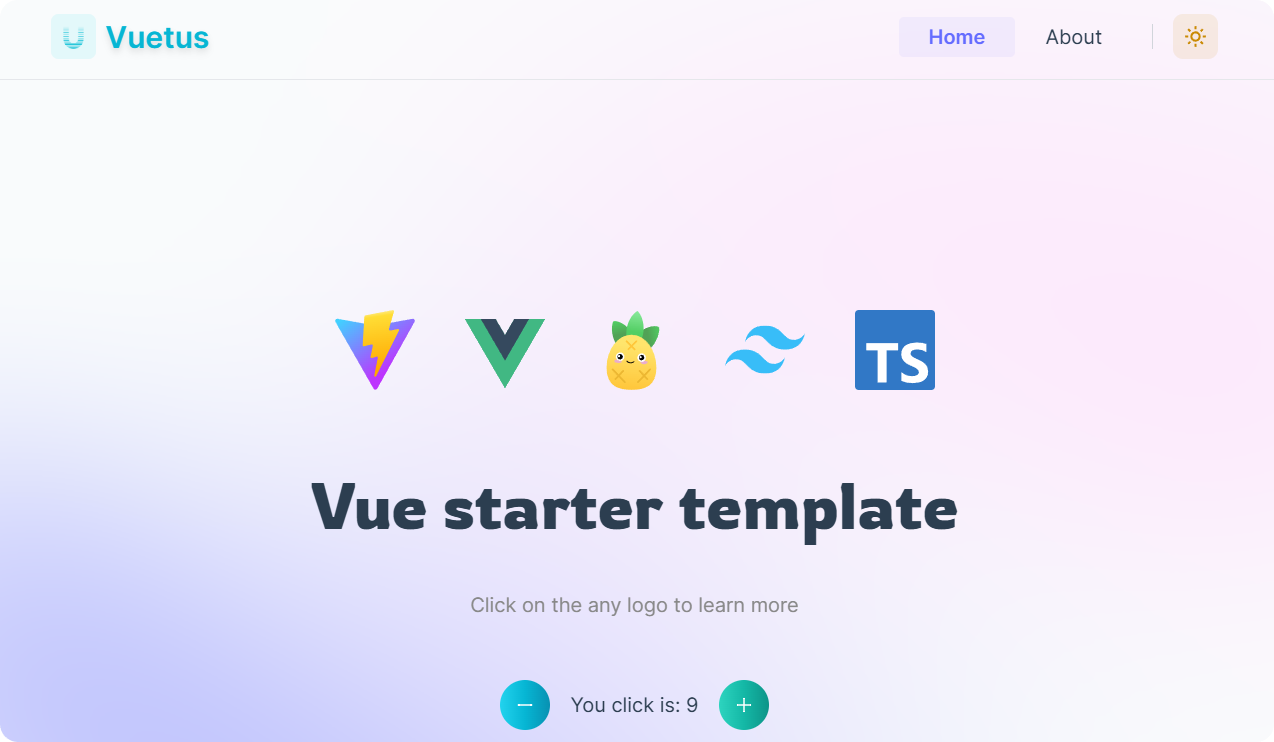 Vuetus
Home About
TS
Vue starter template
Click on the any logo to learn more
You click is: 9